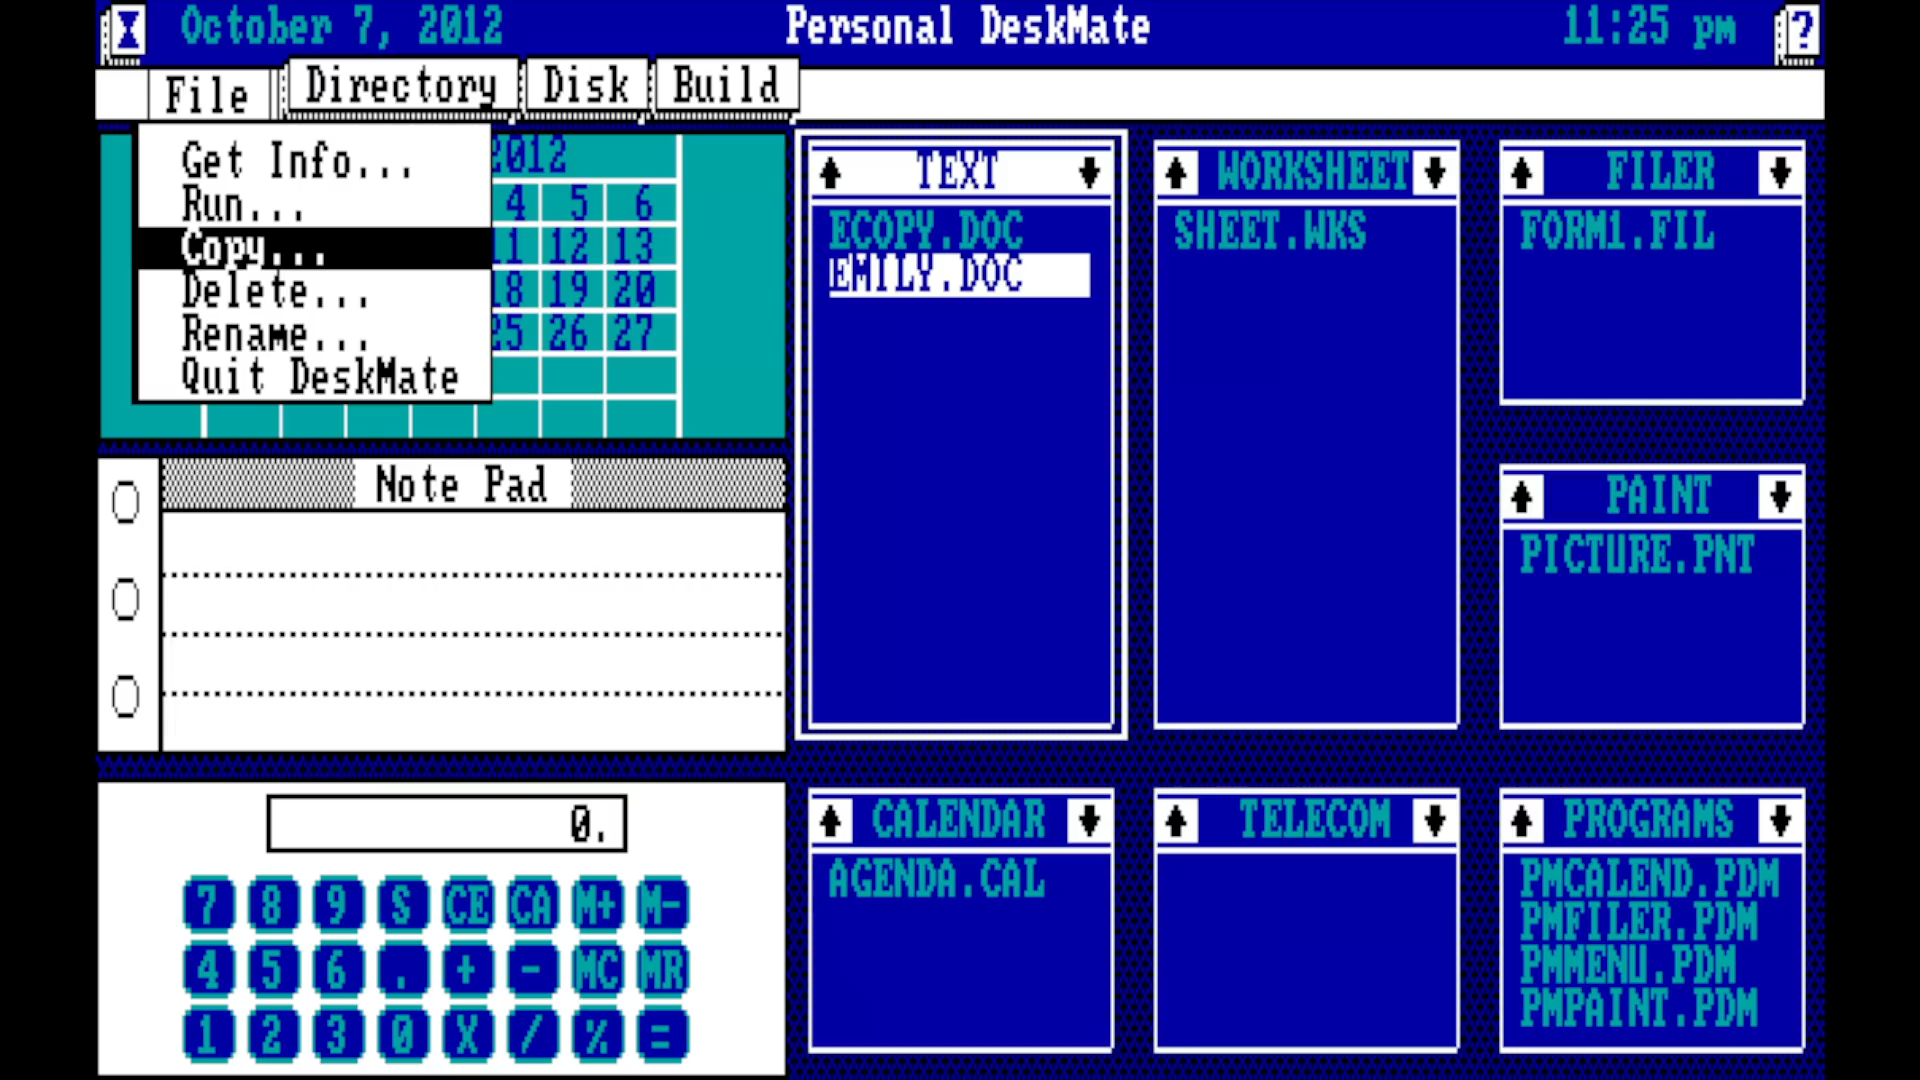 October 7, 2012 Personal DeskMate 11:25 pm ?
File Directory Disk Build
Get Info...
Run...
Copy...
Delete...
Rename...
Quit DeskMate
2012
4 5 6
11 12 13
18 19 20
25 26 27
Note Pad
0.
7 8 9 S CE CA M+ M-
4 5 6 . + - MC MR
1 2 3 0 X / % =
TEXT
ECOPY.DOC
EMILY.DOC
WORKSHEET
SHEET.WKS
FILER
FORM1.FIL
PAINT
PICTURE.PNT
CALENDAR
AGENDA.CAL
TELECOM
PROGRAMS
PMCALEND.PDM
PMFILER.PDM
PMMENU.PDM
PMPAINT.PDM